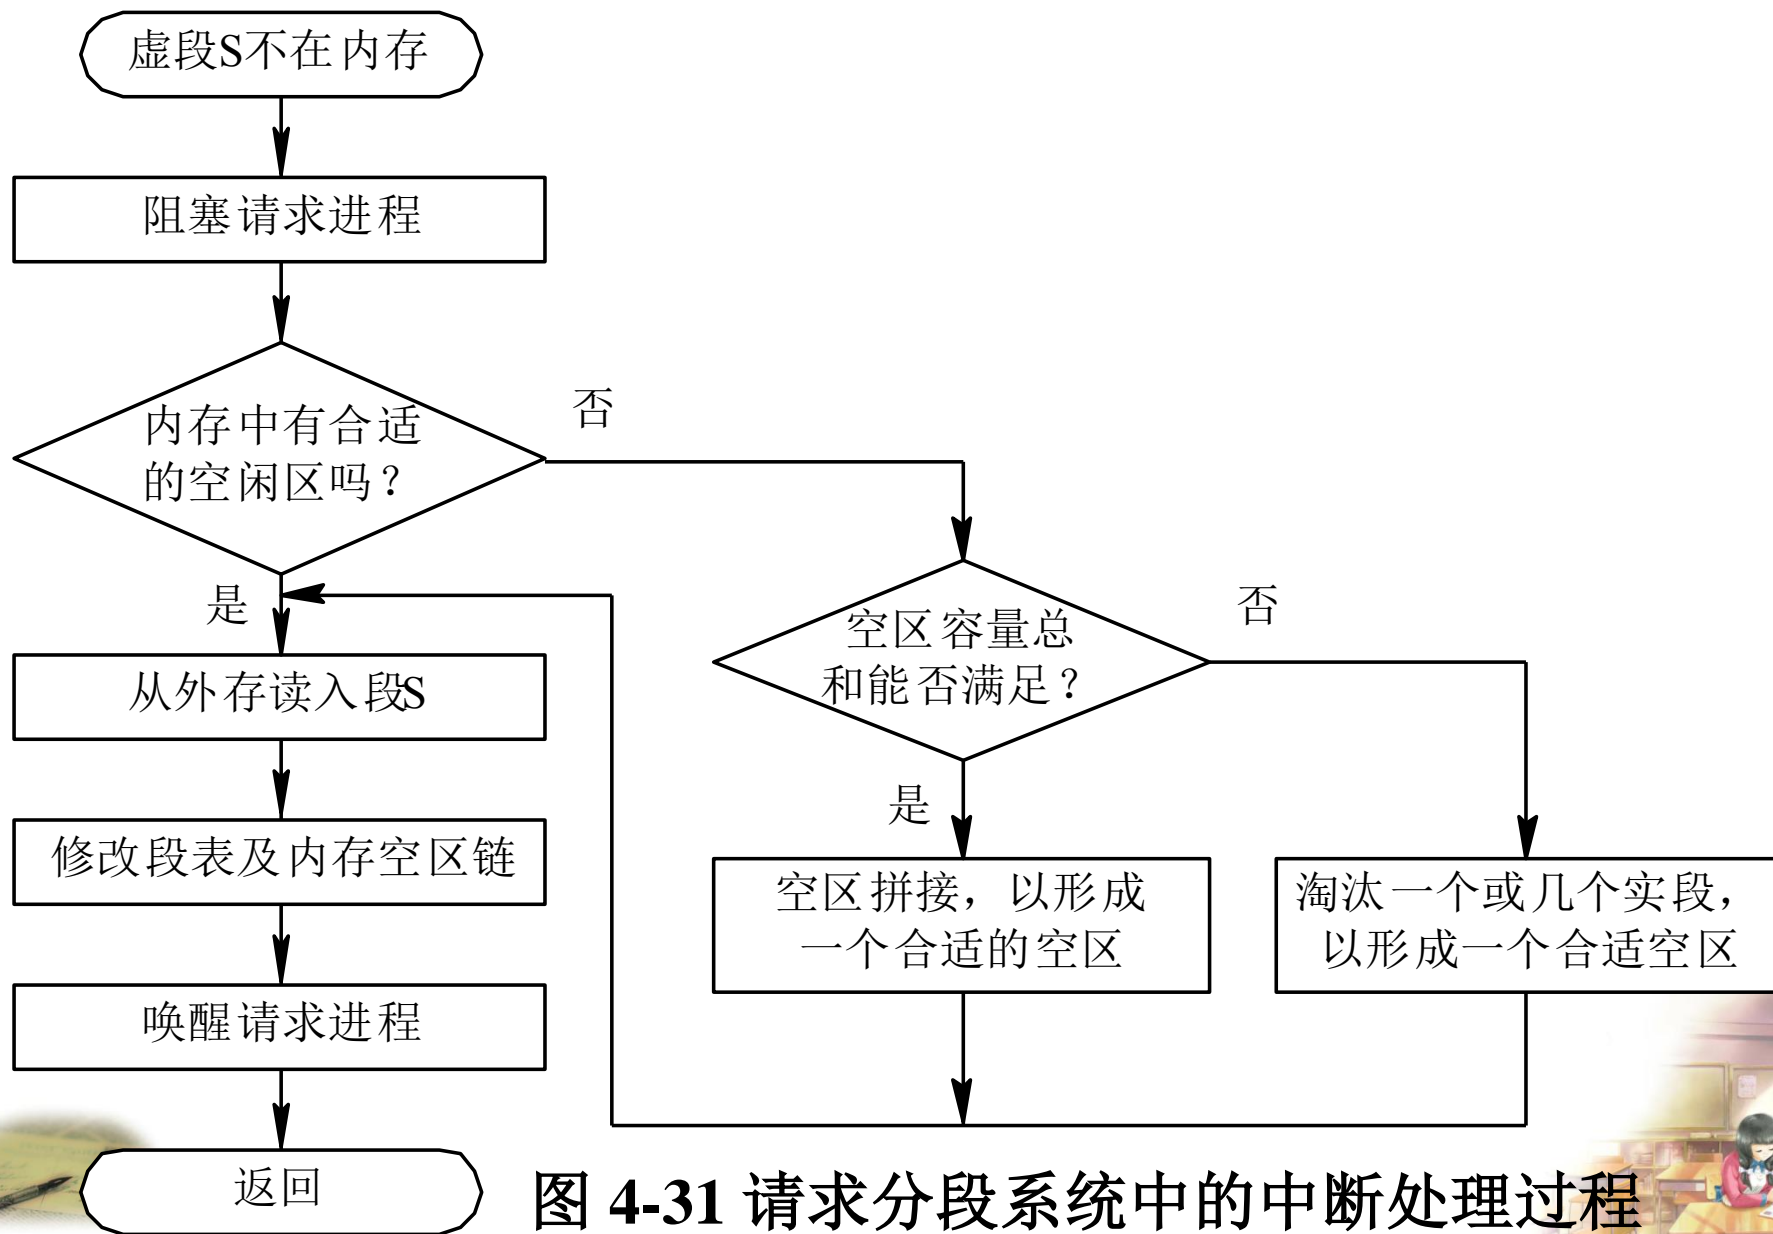 虚段S不在内存
阻塞请求进程
内存中有合适
的空闲区吗？
否
是
从外存读入段S
修改段表及内存空区链
唤醒请求进程
返回
空区容量总
和能否满足？
否
是
空区拼接，以形成
一个合适的空区
淘汰一个或几个实段，
以形成一个合适空区
图 4-31 请求分段系统中的中断处理过程